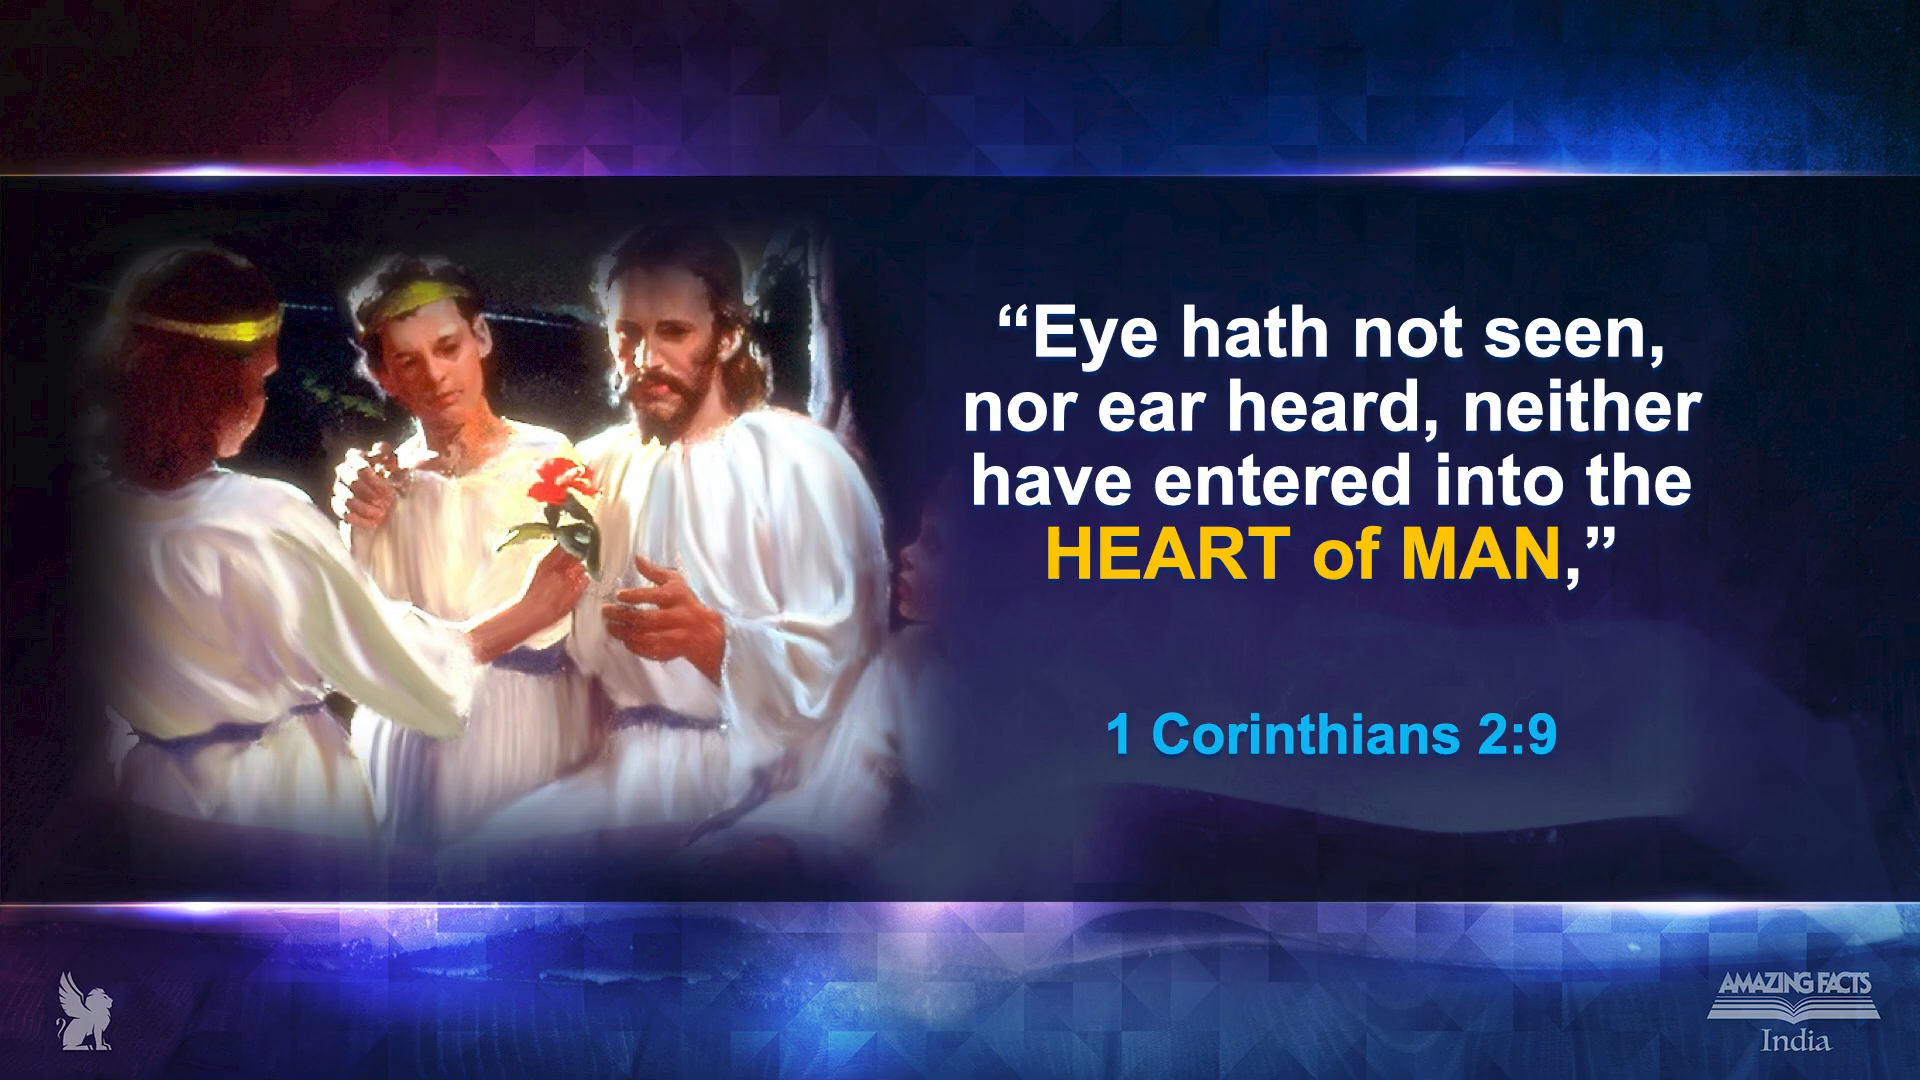 “Eye hath not seen,
nor ear heard, neither
have entered into the
HEART of MAN,”
1 Corinthians 2:9
AMAZING FACTS
India